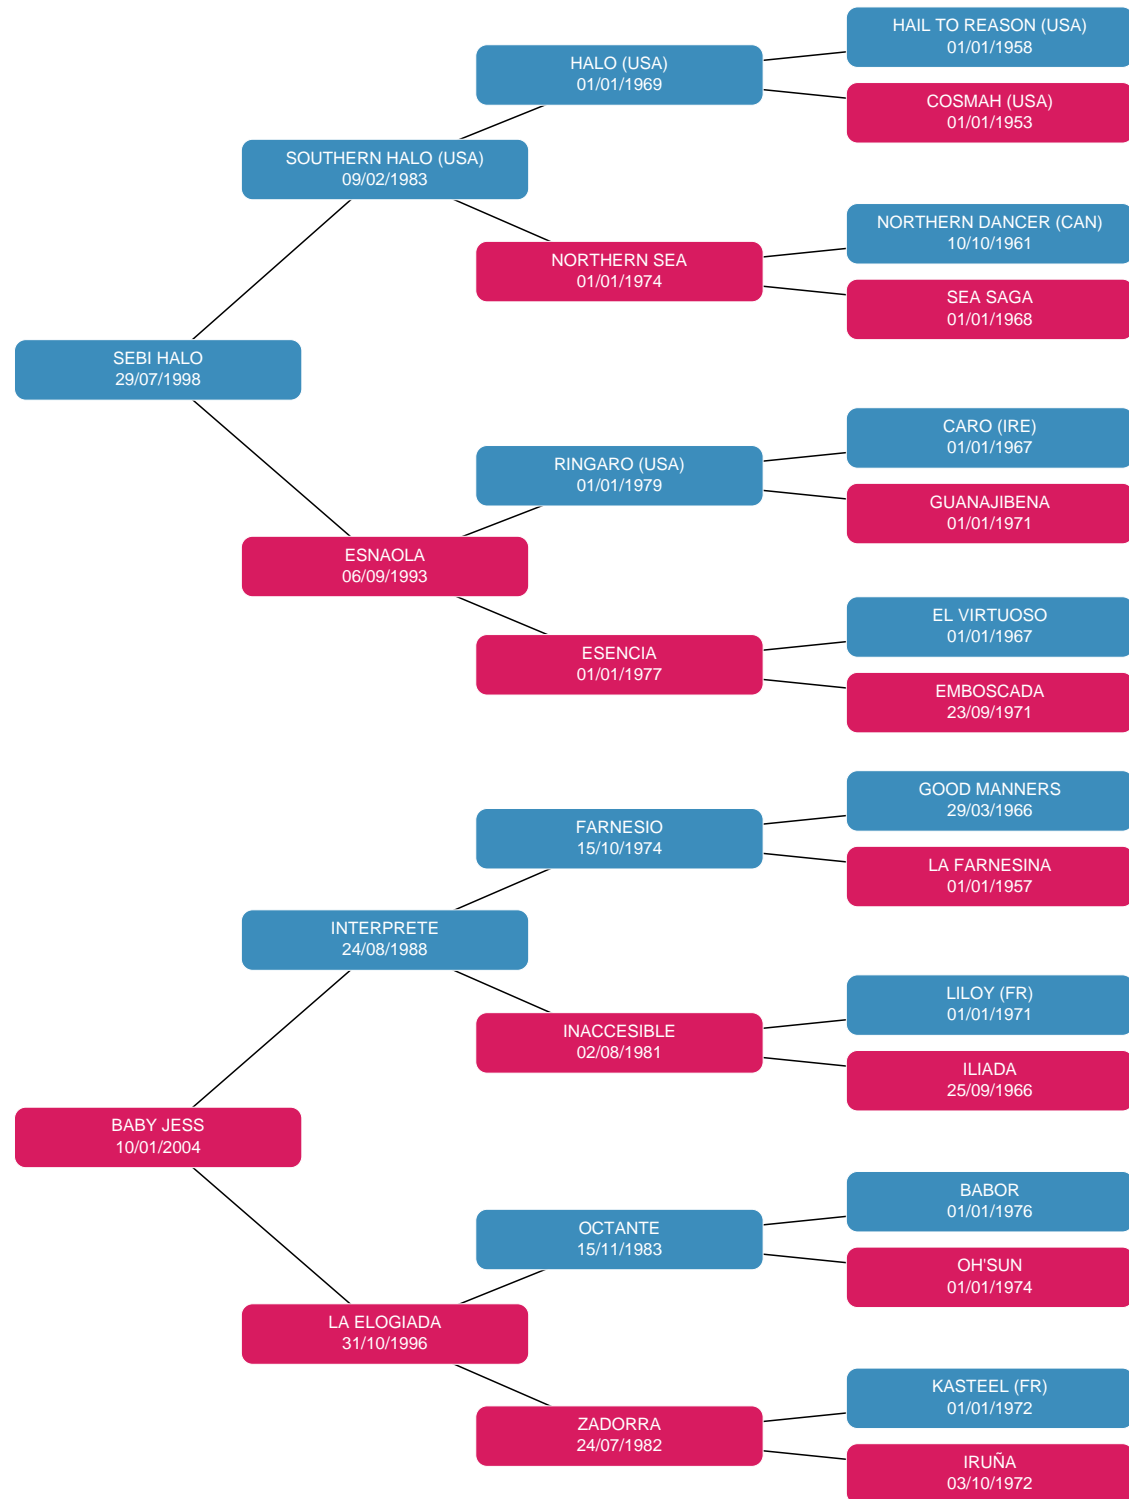 HAIL TO REASON (USA)
01/01/1958
HALO (USA)
01/01/1969
COSMAH (USA)
01/01/1953
SOUTHERN HALO (USA)
09/02/1983
NORTHERN DANCER (CAN)
10/10/1961
NORTHERN SEA
01/01/1974
SEA SAGA
01/01/1968
SEBI HALO
29/07/1998
CARO (IRE)
01/01/1967
RINGARO (USA)
01/01/1979
GUANAJIBENA
01/01/1971
ESNAOLA
06/09/1993
EL VIRTUOSO
01/01/1967
ESENCIA
01/01/1977
EMBOSCADA
23/09/1971
GOOD MANNERS
29/03/1966
FARNESIO
15/10/1974
LA FARNESINA
01/01/1957
INTERPRETE
24/08/1988
LILOY (FR)
01/01/1971
INACCESIBLE
02/08/1981
ILIADA
25/09/1966
BABY JESS
10/01/2004
BABOR
01/01/1976
OCTANTE
15/11/1983
OH'SUN
01/01/1974
LA ELOGIADA
31/10/1996
KASTEEL (FR)
01/01/1972
ZADORRA
24/07/1982
IRUÑA
03/10/1972